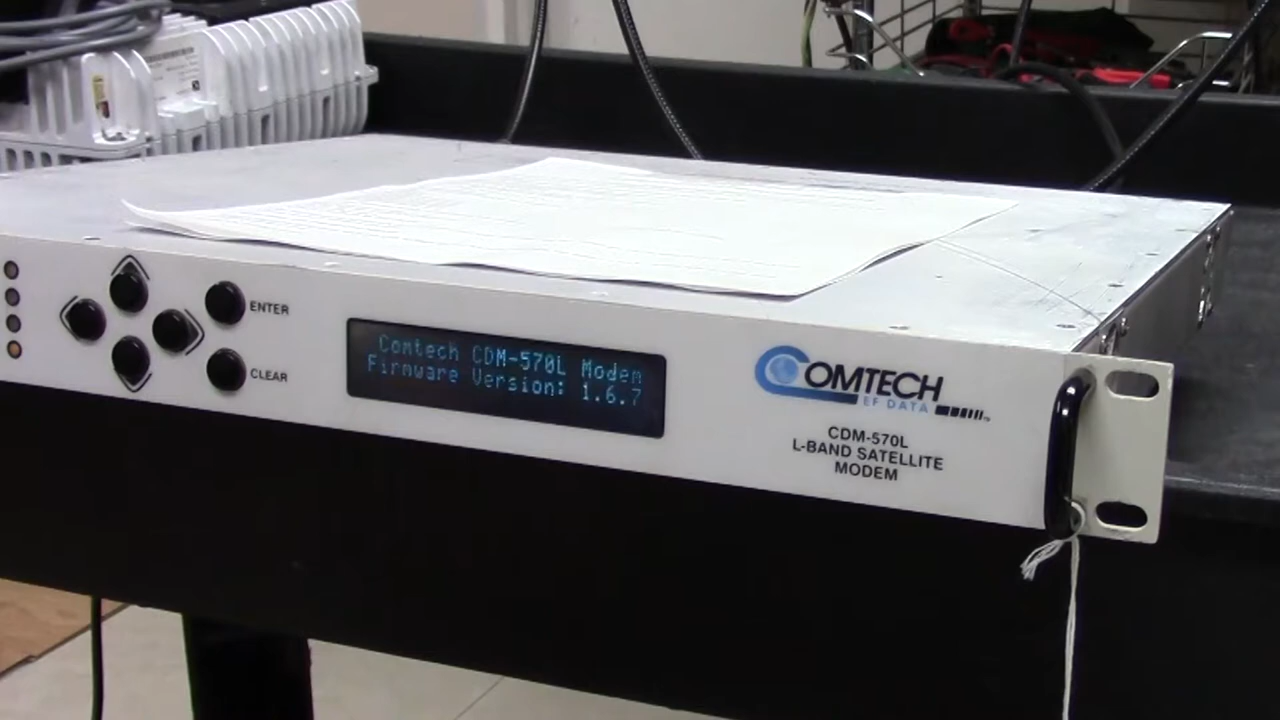 ENTER
CLEAR
Comtech CDM-570L Modem
Firmware Version: 1.6.7
COMTECH
EF DATA
CDM-570L
L-BAND SATELLITE
MODEM